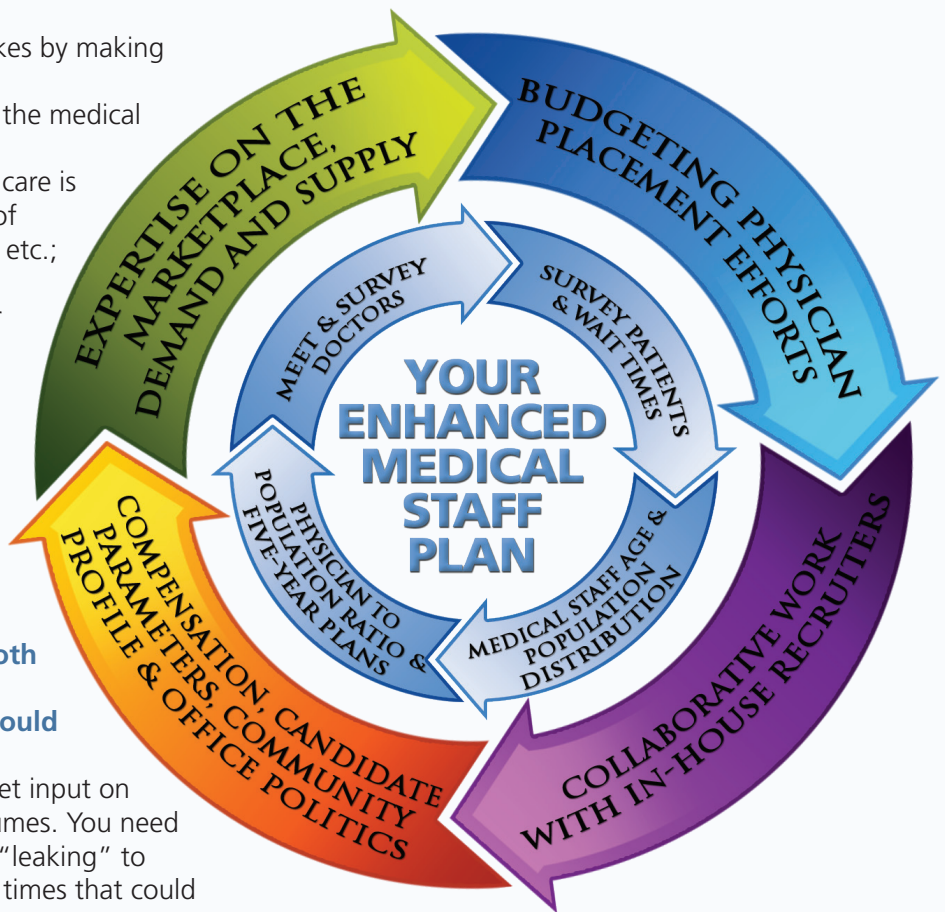 kes by making
the medical
care is
of
etc.;
oth
ould
et input on
umes. You need
“leaking” to
times that could
EXPERTISE ON THE
MARKETPLACE,
DEMAND AND SUPPLY
BUDGETING PHYSICIAN
PLACEMENT EFFORTS
COLLABORATIVE WORK
WITH IN-HOUSE RECRUITERS
COMPENSATION, CANDIDATE
PARAMETERS, COMMUNITY
PROFILE & OFFICE POLITICS
MEET & SURVEY
DOCTORS
SURVEY PATIENTS
& WAIT TIMES
MEDICAL STAFF AGE &
POPULATION
DISTRIBUTION
PHYSICIAN TO
POPULATION RATIO &
FIVE-YEAR PLANS
YOUR
ENHANCED
MEDICAL
STAFF
PLAN